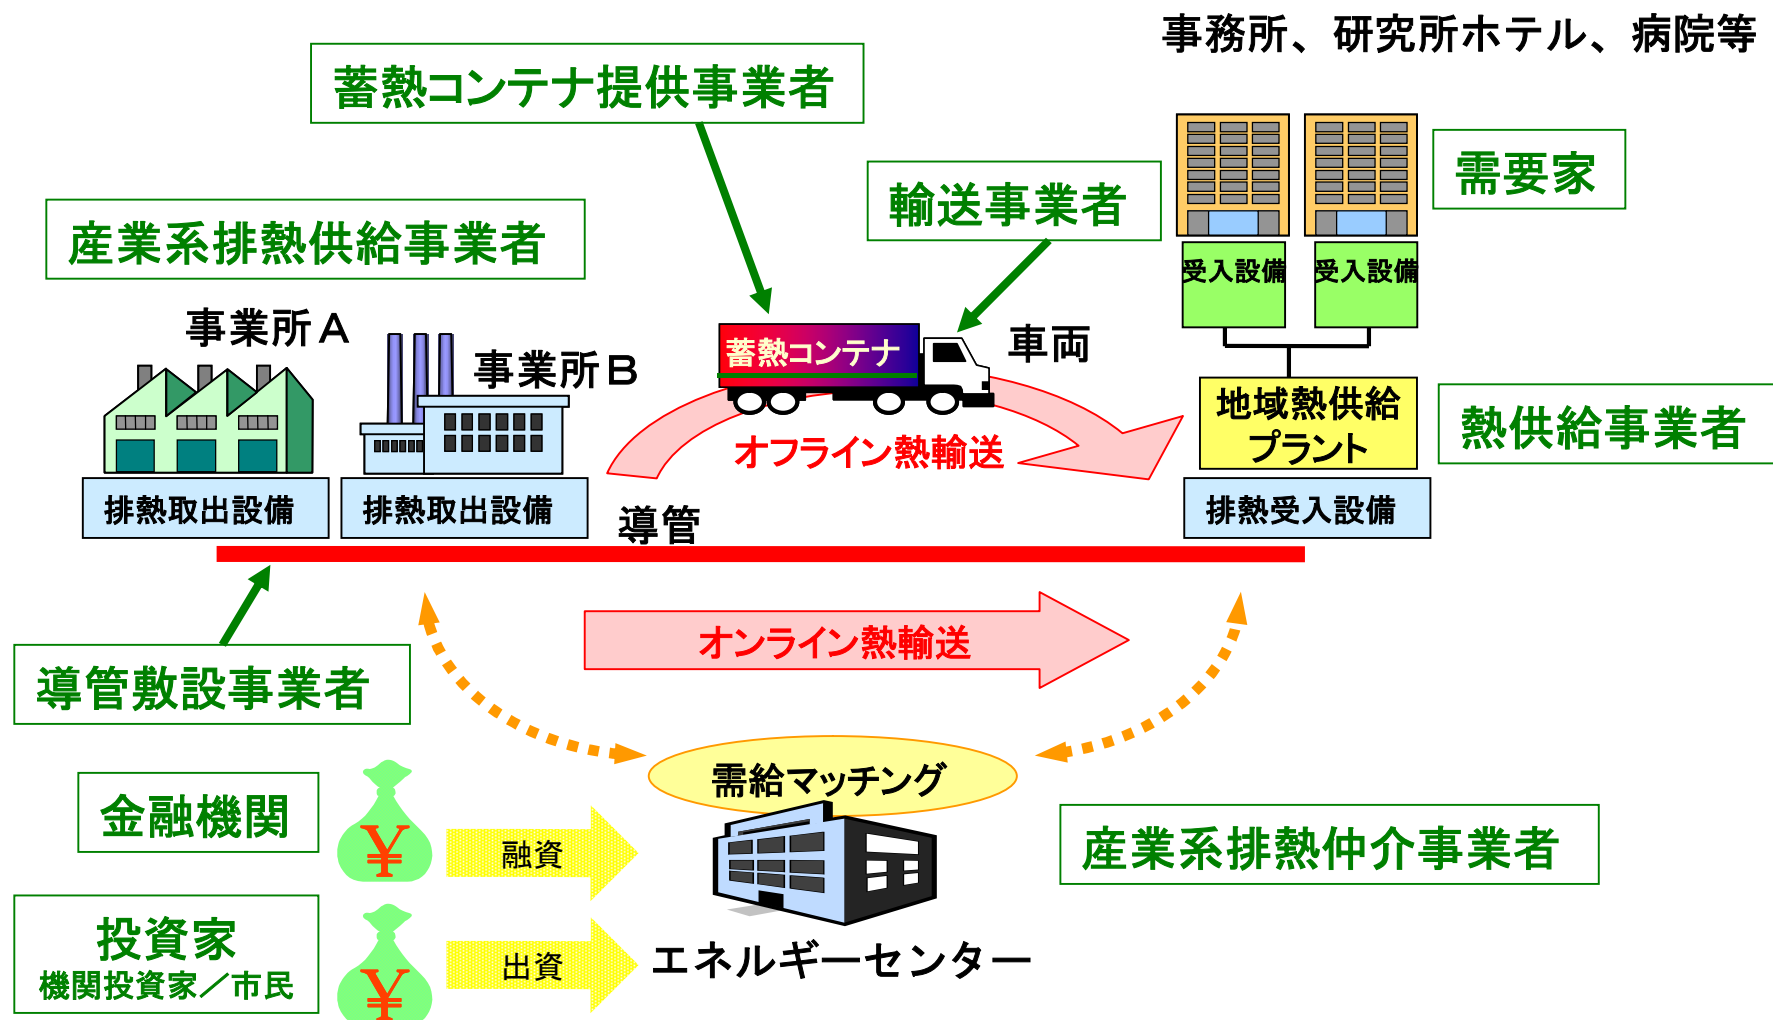 事務所、研究所ホテル、病院等
蓄熱コンテナ提供事業者
需要家
輸送事業者
産業系排熱供給事業者
受入設備
受入設備
事業所A
事業所B
蓄熱コンテナ
車両
地域熱供給
プラント
熱供給事業者
オフライン熱輸送
排熱取出設備
排熱取出設備
導管
排熱受入設備
オンライン熱輸送
導管敷設事業者
需給マッチング
金融機関
¥
融資
産業系排熱仲介事業者
投資家
機関投資家/市民
¥
出資
エネルギーセンター